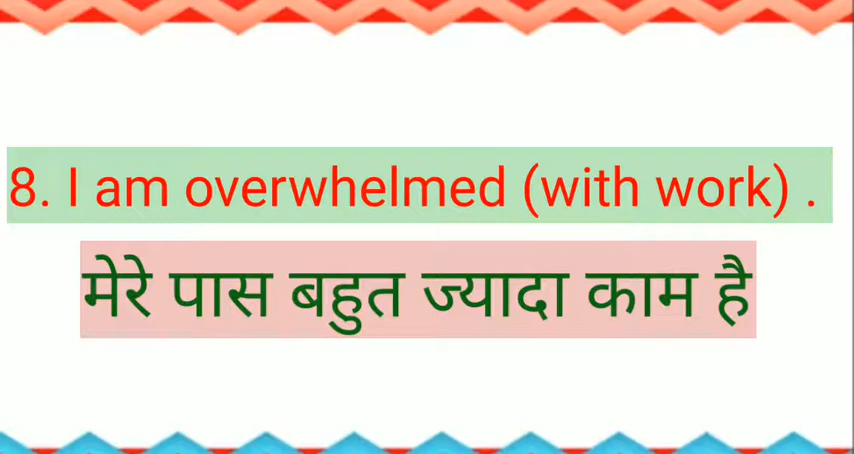 8. I am overwhelmed (with work) .
मेरे पास बहुत ज्यादा काम है